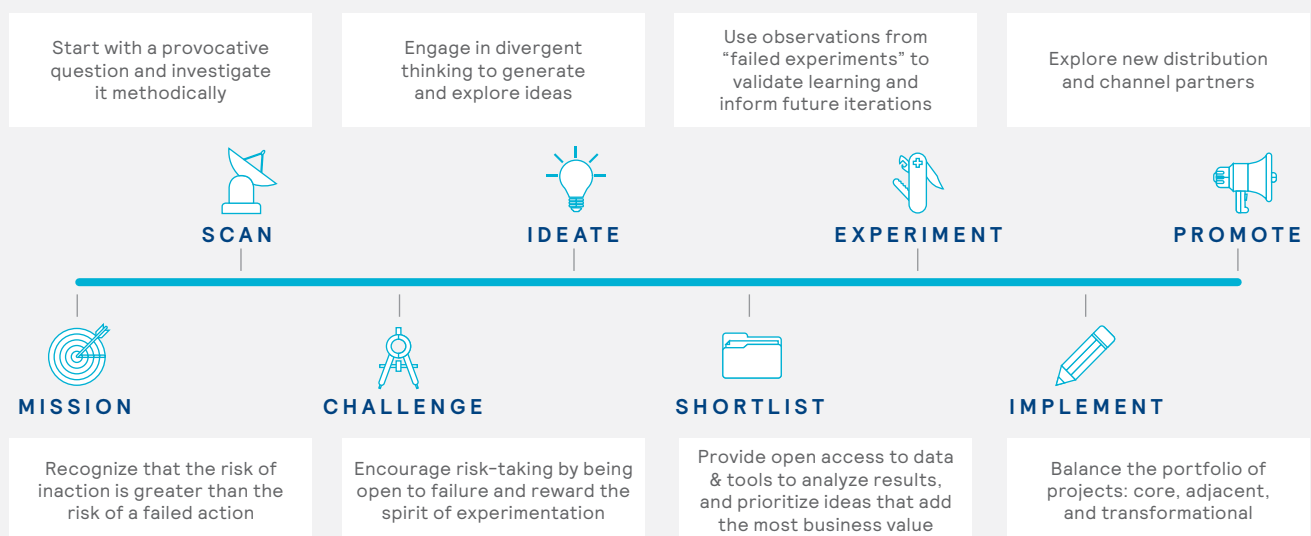 Start with a provocative
question and investigate
it methodically
Engage in divergent
thinking to generate
and explore ideas
Use observations from
“failed experiments” to
validate learning and
inform future iterations
Explore new distribution
and channel partners
SCAN
IDEATE
EXPERIMENT
PROMOTE
MISSION
CHALLENGE
SHORTLIST
IMPLEMENT
Recognize that the risk of
inaction is greater than the
risk of a failed action
Encourage risk-taking by being
open to failure and reward the
spirit of experimentation
Provide open access to data
& tools to analyze results,
and prioritize ideas that add
the most business value
Balance the portfolio of
projects: core, adjacent,
and transformational